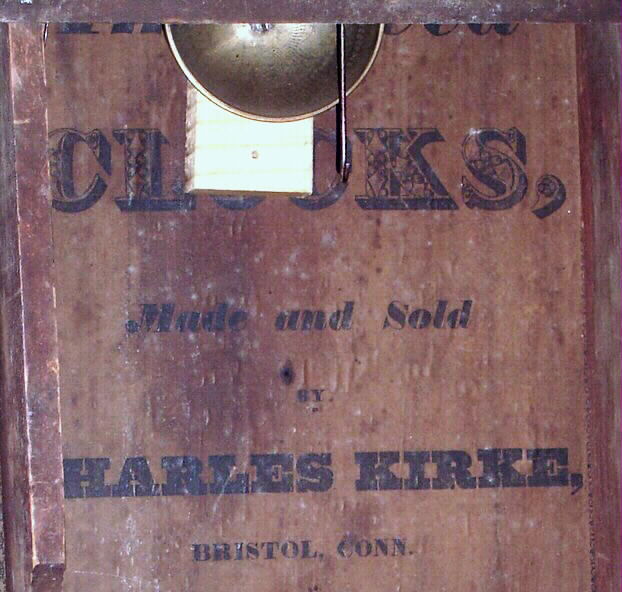 CLOCKS,
Made and Sold
BY
HARLES KIRKE,
BRISTOL, CONN.